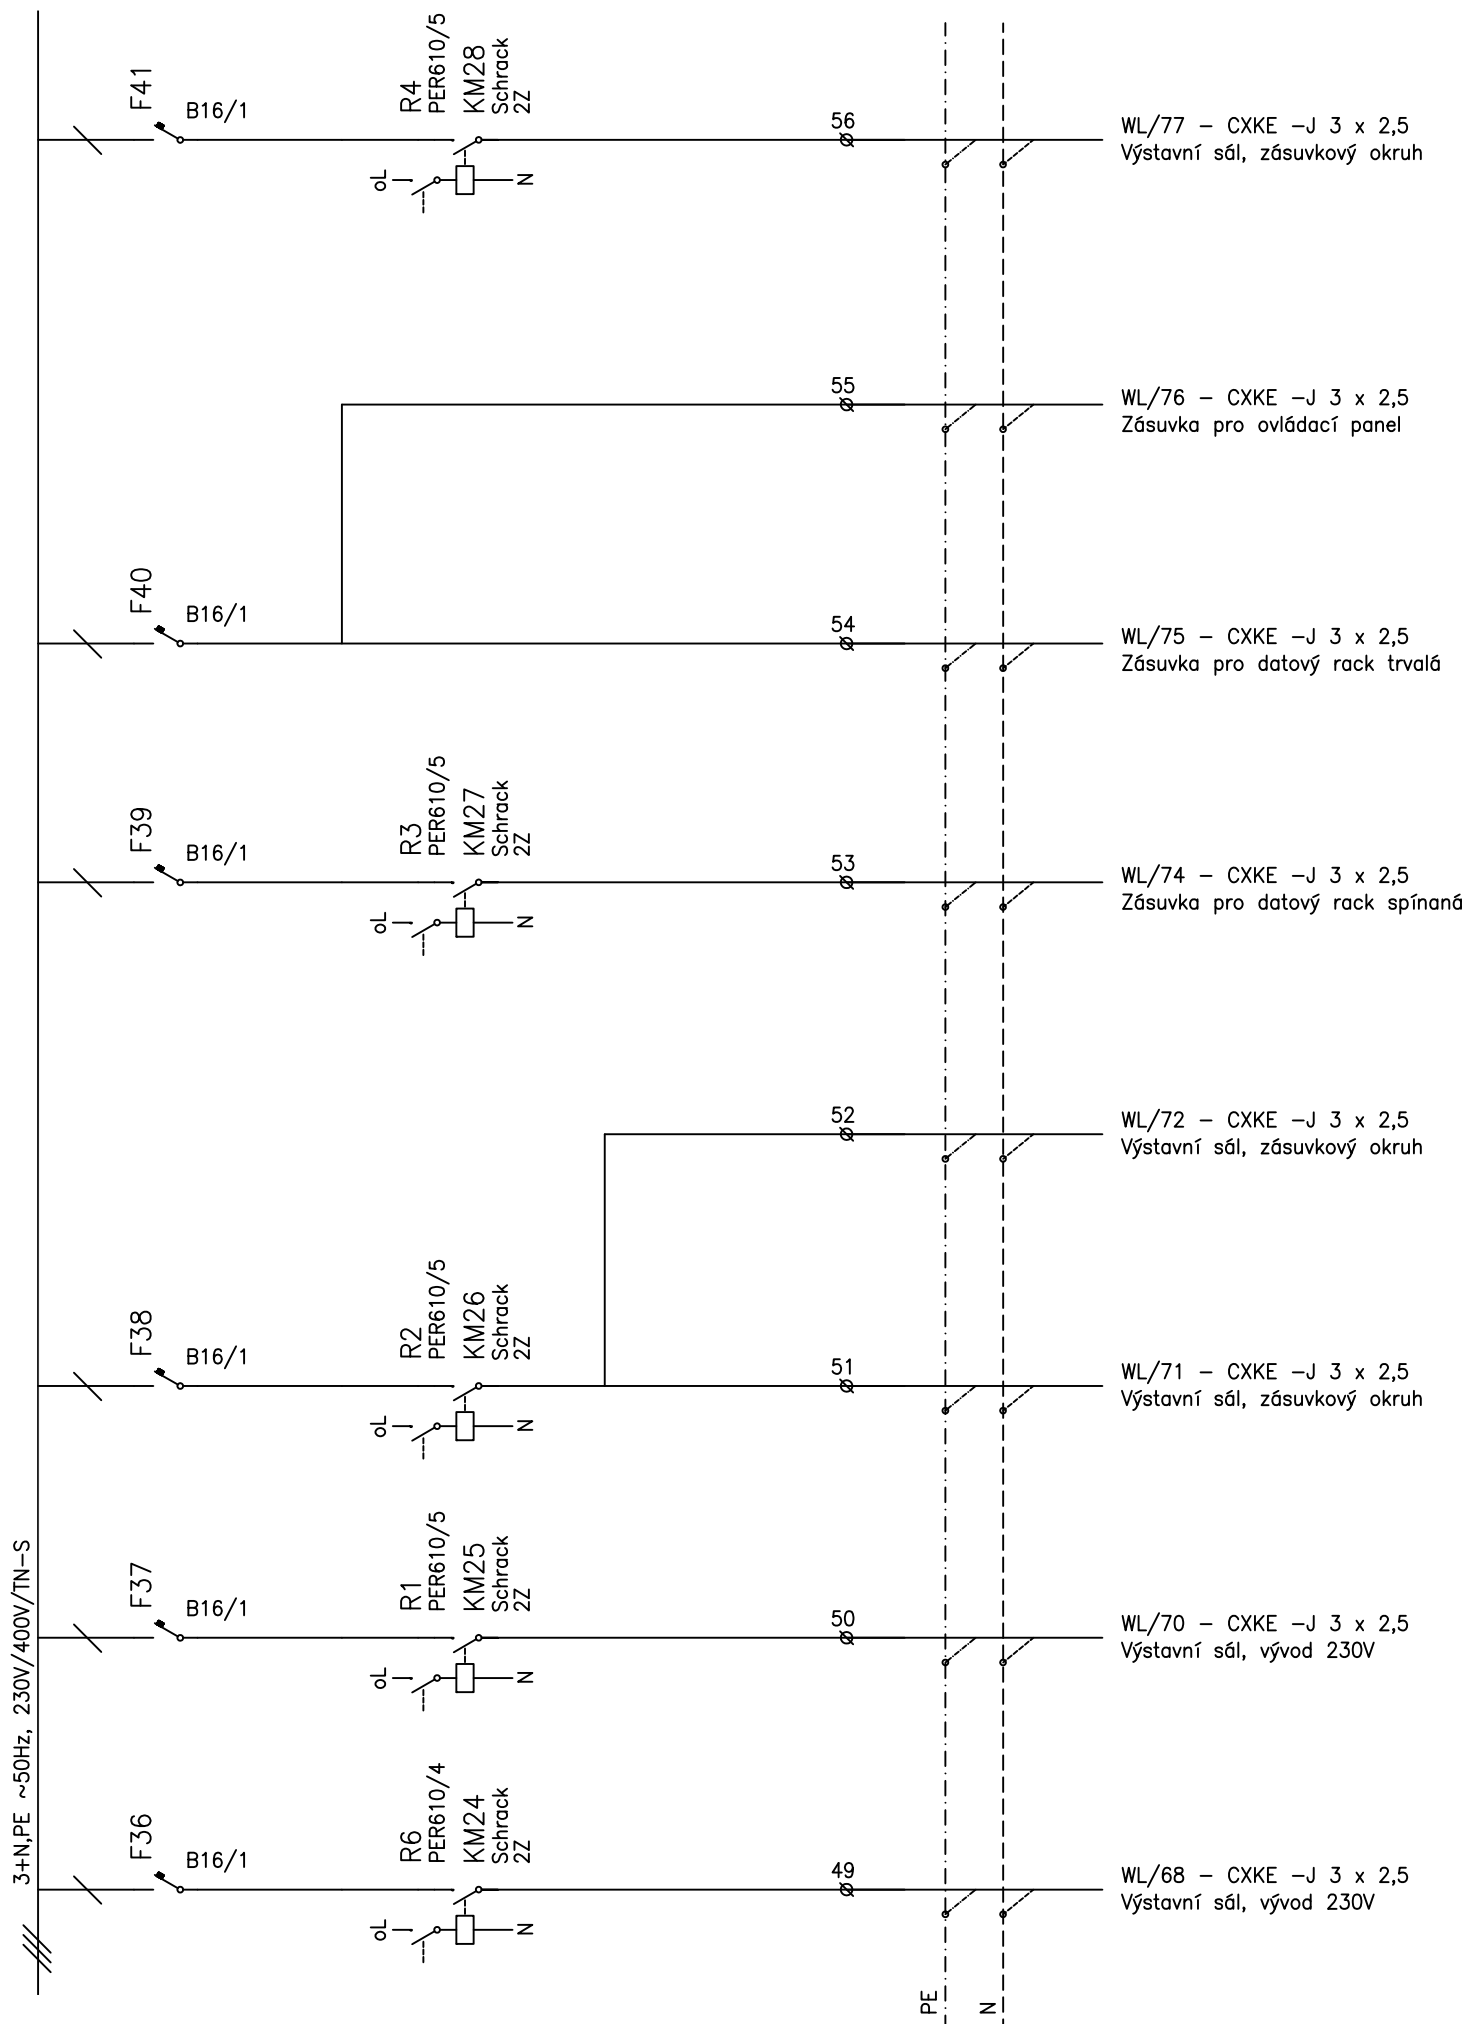 F41
B16/1
R4
PER610/5
KM28
Schrack
2Z
oL
N
56
WL/77 – CXKE –J 3 x 2,5
Výstavní sál, zásuvkový okruh
55
WL/76 – CXKE –J 3 x 2,5
Zásuvka pro ovládací panel
F40
B16/1
54
WL/75 – CXKE –J 3 x 2,5
Zásuvka pro datový rack trvalá
F39
B16/1
R3
PER610/5
KM27
Schrack
2Z
oL
N
53
WL/74 – CXKE –J 3 x 2,5
Zásuvka pro datový rack spínaná
52
WL/72 – CXKE –J 3 x 2,5
Výstavní sál, zásuvkový okruh
F38
B16/1
R2
PER610/5
KM26
Schrack
2Z
oL
N
51
WL/71 – CXKE –J 3 x 2,5
Výstavní sál, zásuvkový okruh
F37
B16/1
R1
PER610/5
KM25
Schrack
2Z
oL
N
50
WL/70 – CXKE –J 3 x 2,5
Výstavní sál, vývod 230V
3+N,PE ~50Hz, 230V/400V/TN–S
F36
B16/1
R6
PER610/4
KM24
Schrack
2Z
oL
N
49
WL/68 – CXKE –J 3 x 2,5
Výstavní sál, vývod 230V
PE
N